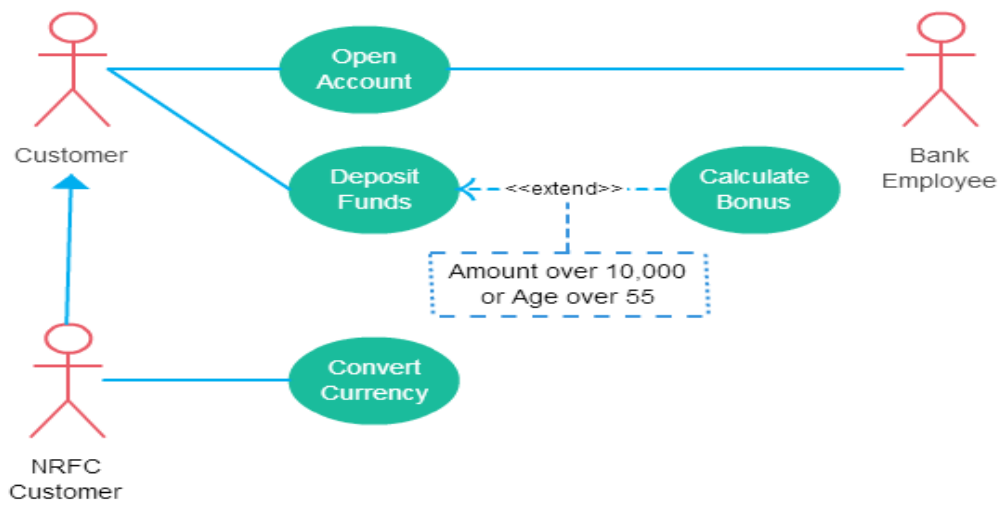 Open
Account
Customer
Bank
Employee
Deposit
Funds
<<extend>>
Calculate
Bonus
Amount over 10,000
or Age over 55
Convert
Currency
NRFC
Customer